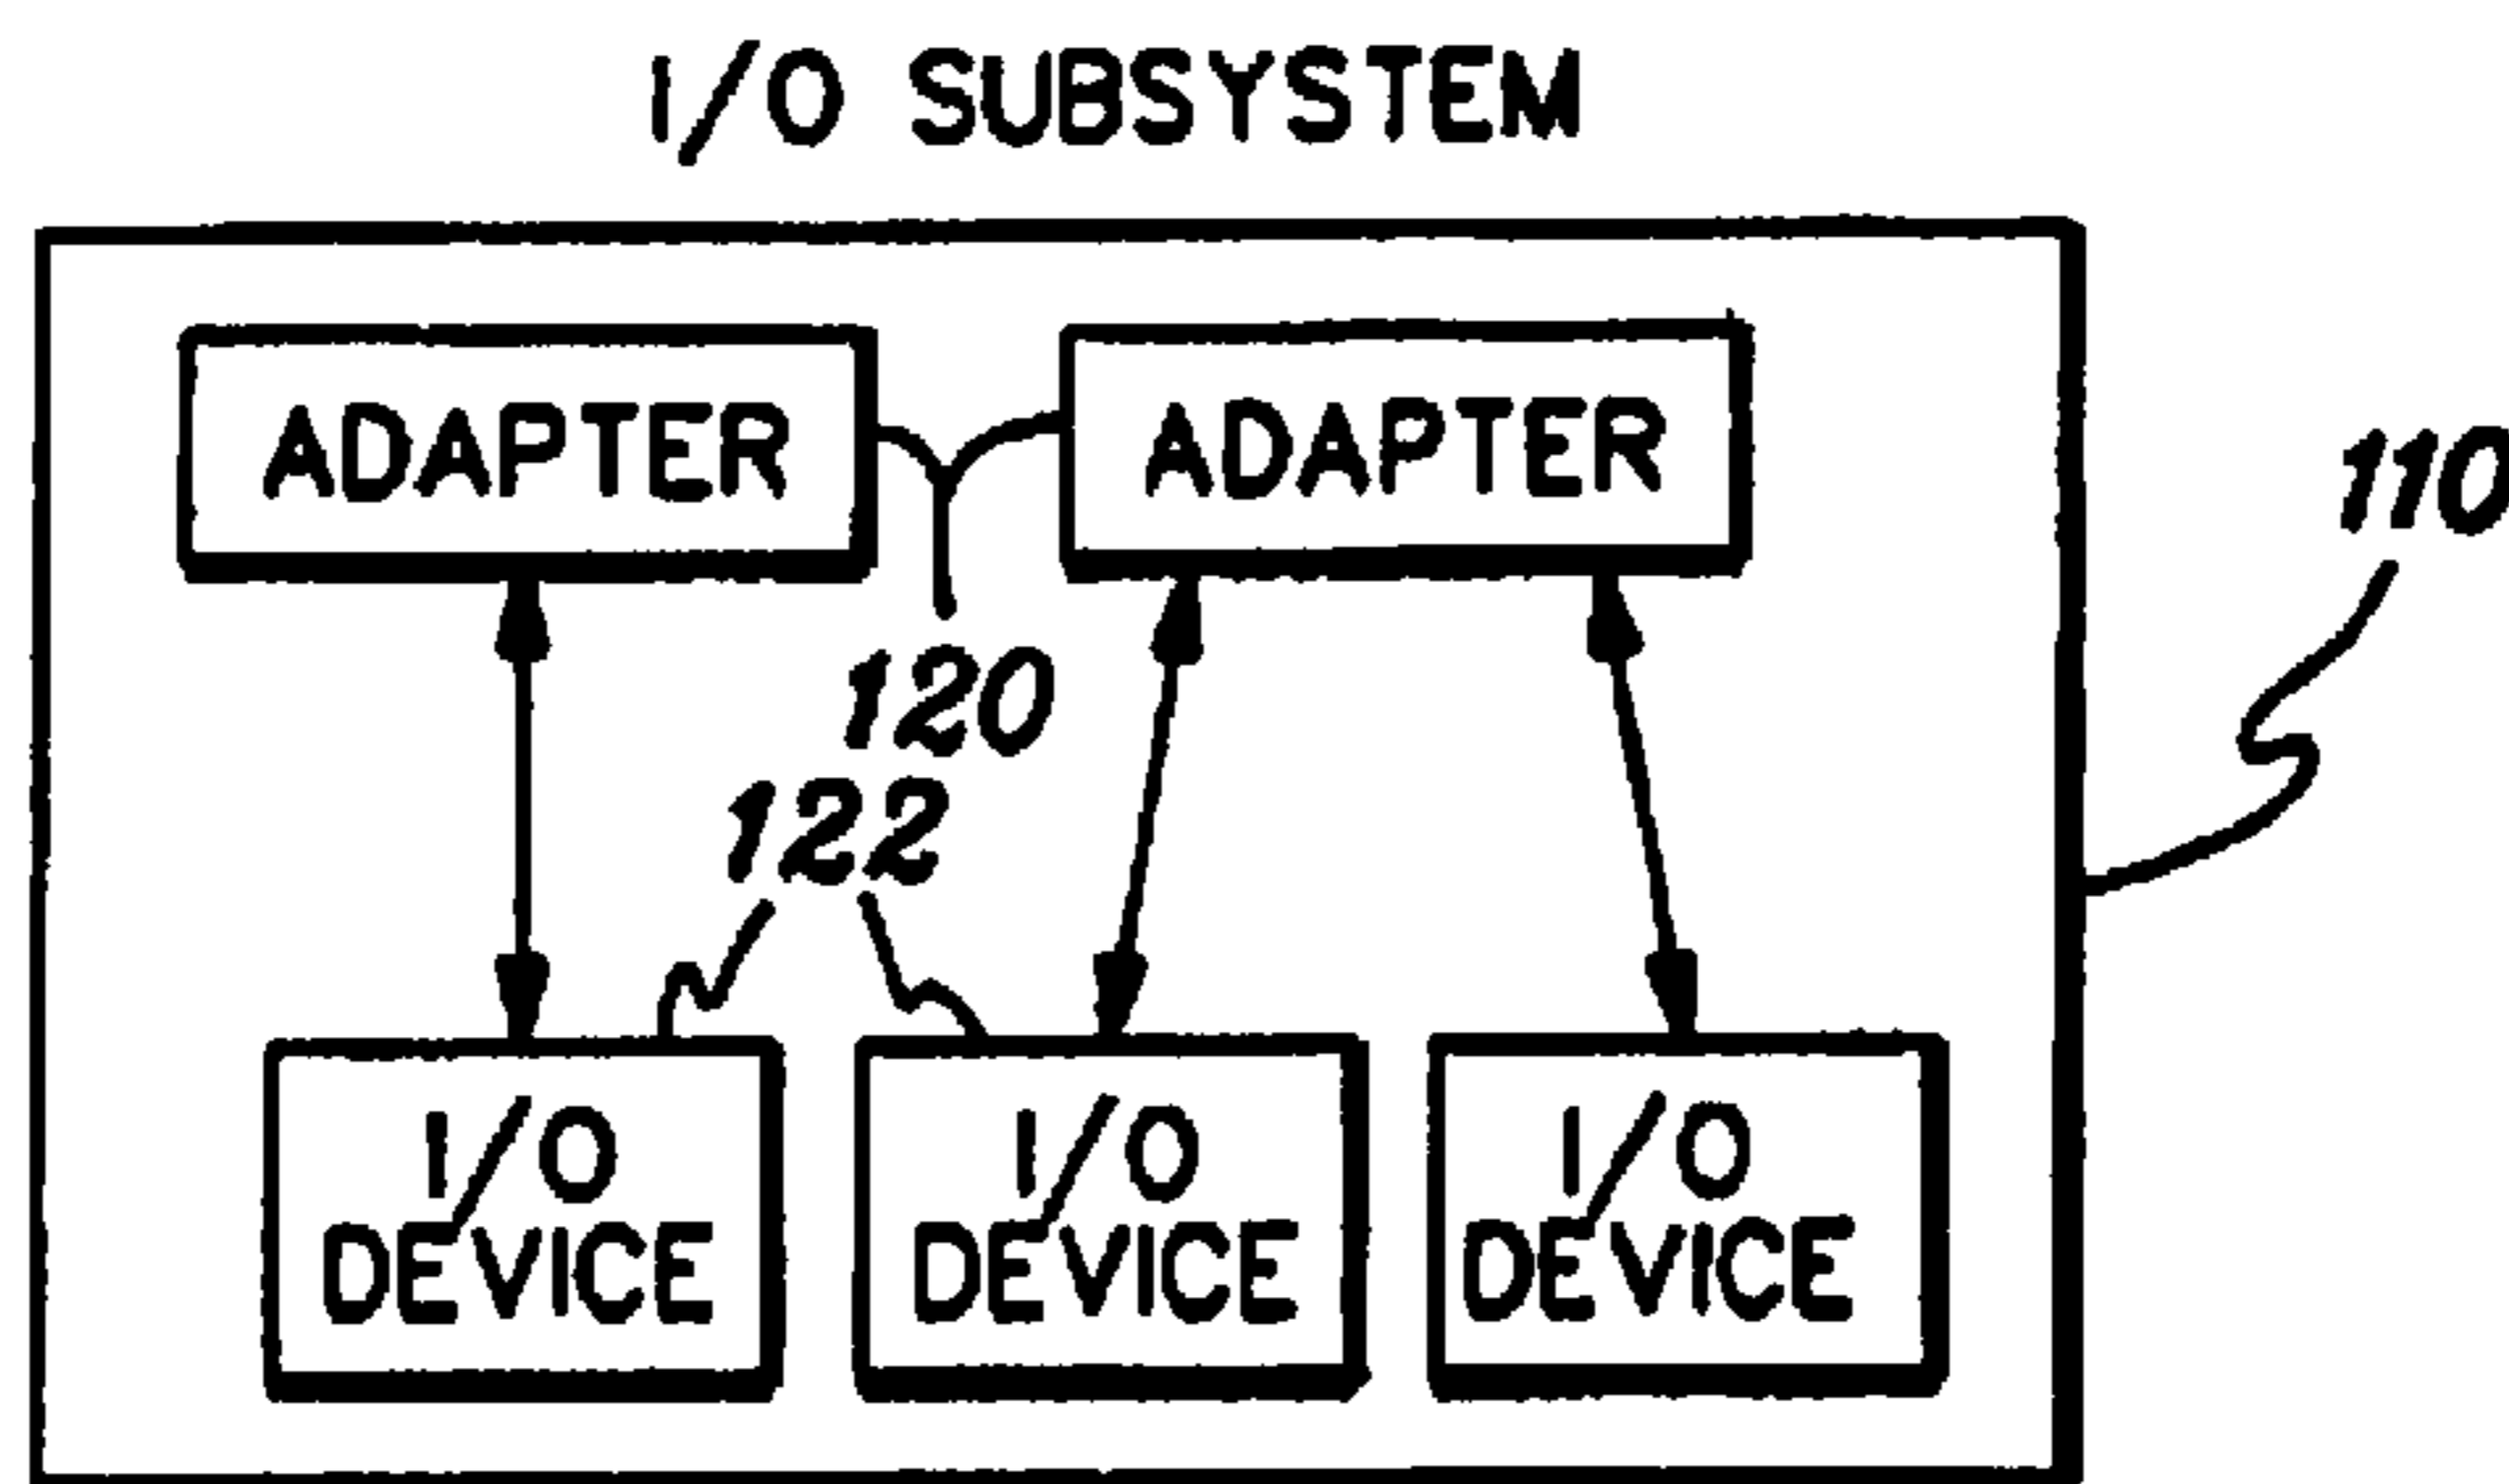 I/O SUBSYSTEM
ADAPTER
ADAPTER
110
120
122
I/O
DEVICE
I/O
DEVICE
I/O
DEVICE